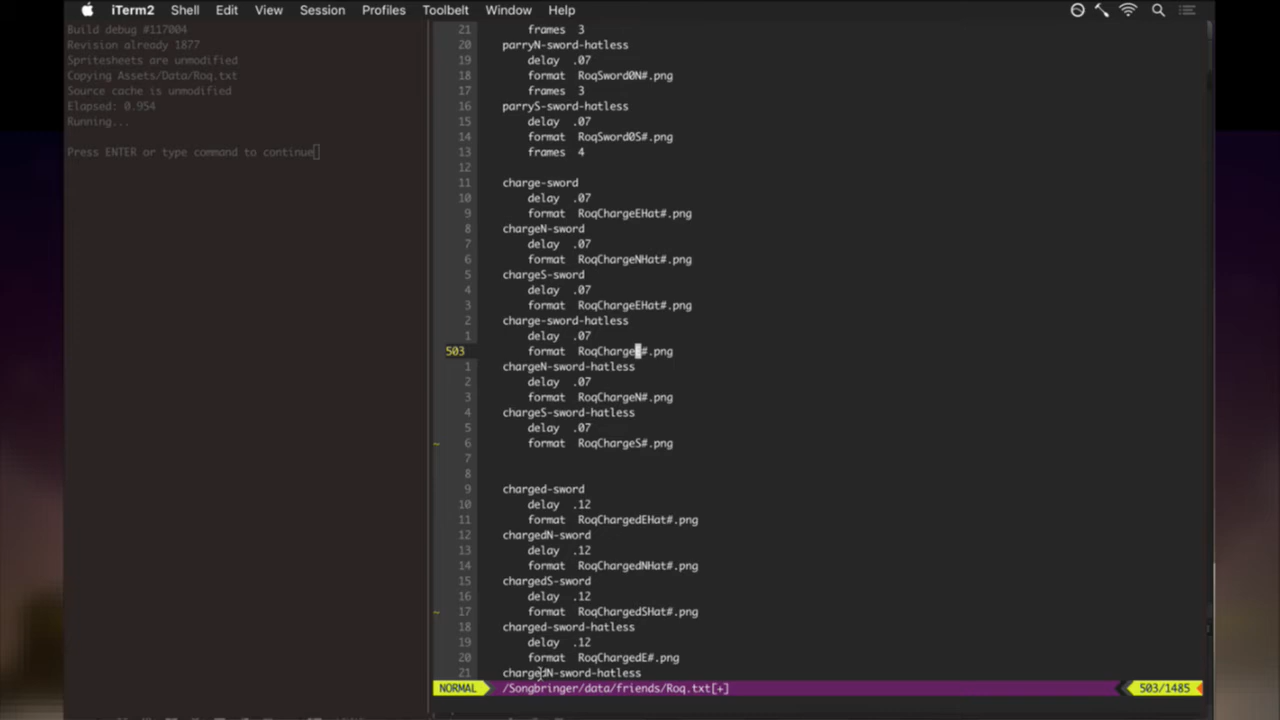 iTerm2 Shell Edit View Session Profiles Toolbelt Window Help
Build debug #117004
Revision already 1877
Spritesheets are unmodified
Copying Assets/Data/Roq.txt
Source cache is unmodified
Elapsed: 0.954
Running...
Press ENTER or type command to continue
21 frames 3
20 parryN-sword-hatless
19 delay .07
18 format RoqSword0N#.png
17 frames 3
16 parryS-sword-hatless
15 delay .07
14 format RoqSword0S#.png
13 frames 4
12
11 charge-sword
10 delay .07
9 format RoqChargeEHat#.png
8 chargeN-sword
7 delay .07
6 format RoqChargeNHat#.png
5 chargeS-sword
4 delay .07
3 format RoqChargeEHat#.png
2 charge-sword-hatless
1 delay .07
503 format RoqCharge#.png
1 chargeN-sword-hatless
2 delay .07
3 format RoqChargeN#.png
4 chargeS-sword-hatless
5 delay .07
~ 6 format RoqChargeS#.png
7
8
9 charged-sword
10 delay .12
11 format RoqChargedEHat#.png
12 chargedN-sword
13 delay .12
14 format RoqChargedNHat#.png
15 chargedS-sword
16 delay .12
~ 17 format RoqChargedSHat#.png
18 charged-sword-hatless
19 delay .12
20 format RoqChargedE#.png
21 chargedN-sword-hatless
NORMAL /Songbringer/data/friends/Roq.txt[+] 503/1485